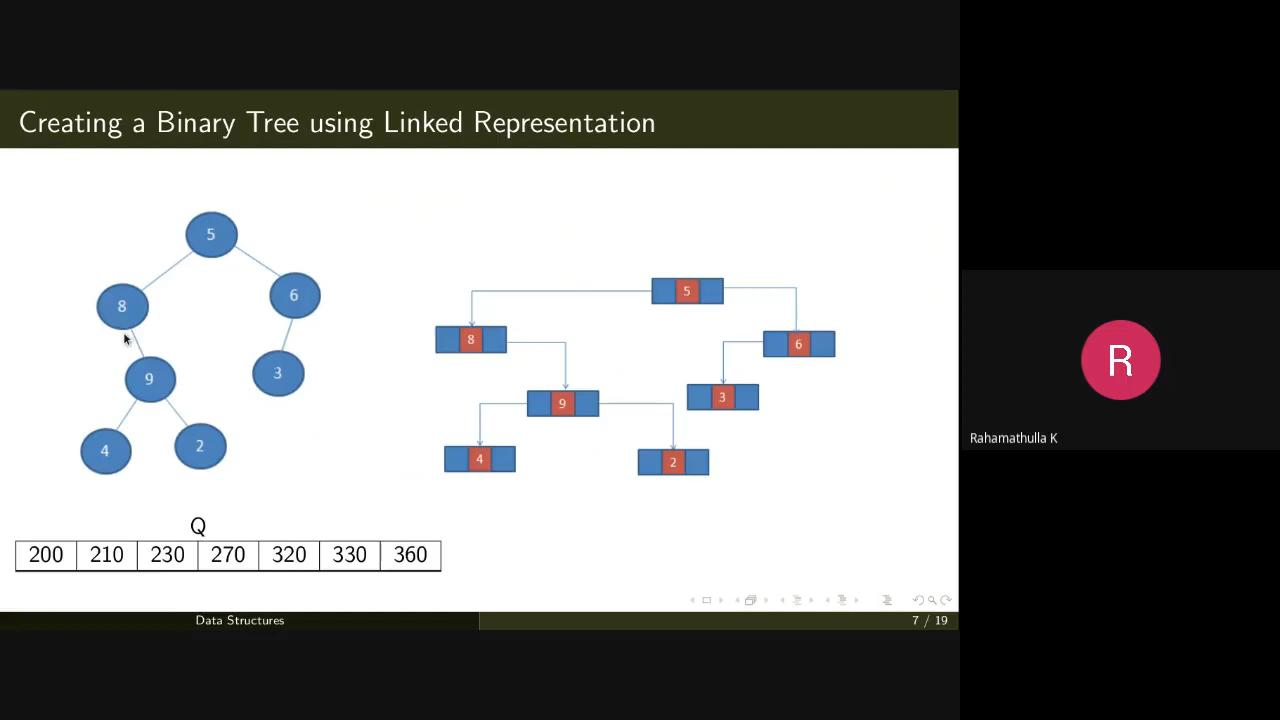 Creating a Binary Tree using Linked Representation
5
8
6
9
3
4
2
5
8
6
9
3
4
2
Q
200 210 230 270 320 330 360
Data Structures
7 / 19
R
Rahamathulla K